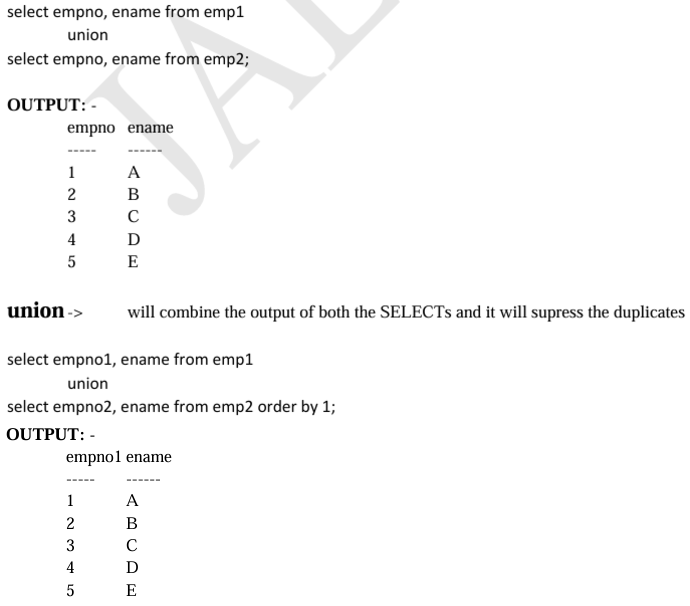 select empno, ename from emp1
union
select empno, ename from emp2;
OUTPUT: -
empno ename
----- ------
1 A
2 B
3 C
4 D
5 E
union -> will combine the output of both the SELECTs and it will supress the duplicates
select empno1, ename from emp1
union
select empno2, ename from emp2 order by 1;
OUTPUT: -
empno1 ename
----- ------
1 A
2 B
3 C
4 D
5 E